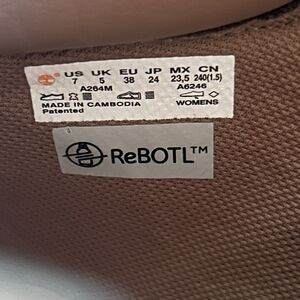 US UK EU JP MX CN
7 5 38 24 23,5 240(1.5)
A264M A6246
MADE IN CAMBODIA WOMENS
Patented
ReBOTL™